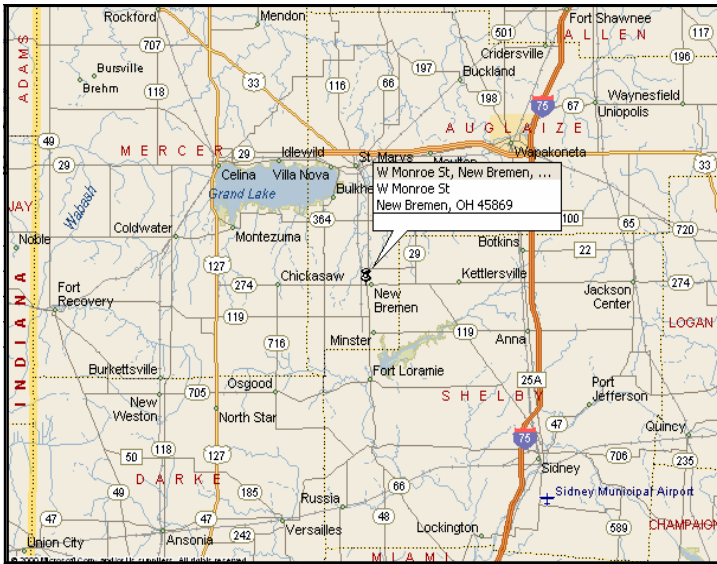 Rockford
Mendon
Fort Shawnee
ALLEN
117
501
Cridersville
707
33
197
196
ADAMS
Bursville
Brehm
116
66
Buckland
75
118
198
67
Waynesfield
Uniopolis
33
AUGLAIZE
49
MERCER
29
Idlewild
St. Marys
Moulton
Wapakoneta
29
33
Celina
Villa Nova
W Monroe St, New Bremen, ...
Grand Lake
W Monroe St
JAY
Wabash
New Bremen, OH 45869
364
100
65
720
Coldwater
Montezuma
Noble
29
Botkins
22
127
274
Chickasaw
Kettlersville
274
Fort
Recovery
New
Bremen
Jackson
Center
INDIANA
119
LOGAN
Minster
119
Anna
716
Burkettsville
Fort Loramie
25A
705
Osgood
Port
Jefferson
New
Weston
SHELBY
North Star
47
75
Quincy
118
127
50
66
706
Sidney
235
DARKE
49
185
Russia
Sidney Municipal Airport
47
47
48
589
CHAMPAIGN
Union City
Ansonia
242
Versailles
Lockington
MIAMI